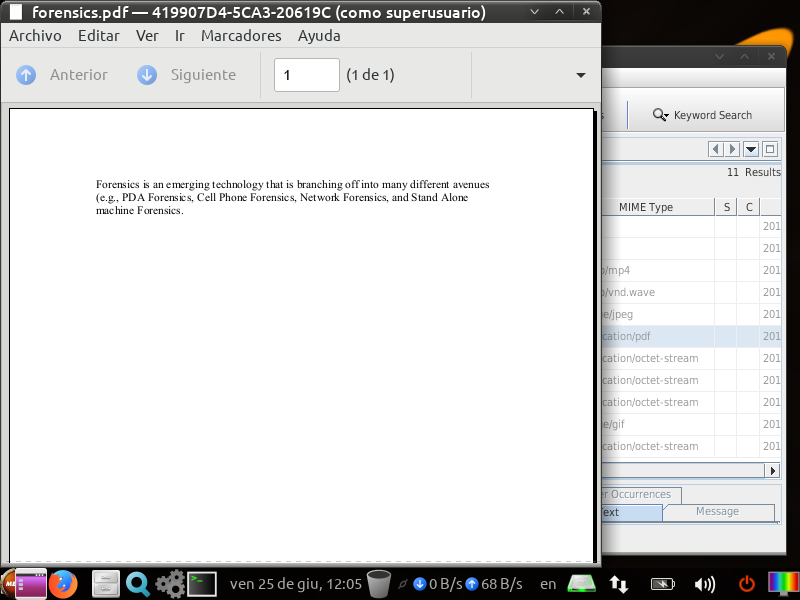 forensics.pdf — 419907D4-5CA3-20619C (como superusuario)
Archivo Editar Ver Ir Marcadores Ayuda
Anterior Siguiente 1 (1 de 1)
Forensics is an emerging technology that is branching off into many different avenues
(e.g., PDA Forensics, Cell Phone Forensics, Network Forensics, and Stand Alone
machine Forensics.
Keyword Search
11 Results
MIME Type S C
201
201
/mp4 201
/vnd.wave 201
e/jpeg 201
cation/pdf 201
cation/octet-stream 201
cation/octet-stream 201
cation/octet-stream 201
e/gif 201
cation/octet-stream 201
r Occurrences
ext Message
ven 25 de giu, 12:05 0 B/s 68 B/s en